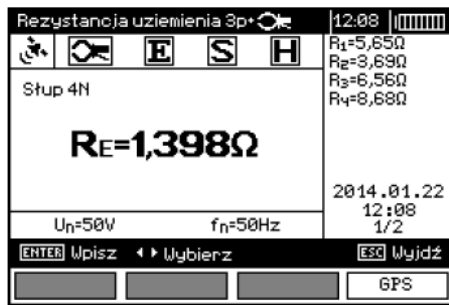 Rezystancja uziemienia 3p+
12:08
E S H
R1=5,65Ω
R2=3,69Ω
R3=6,56Ω
R4=8,68Ω
Słup 4N
RE=1,398Ω
2014.01.22
12:08
1/2
Un=50V fn=50Hz
ENTER Wpisz Wybierz ESC Wyjdź
GPS